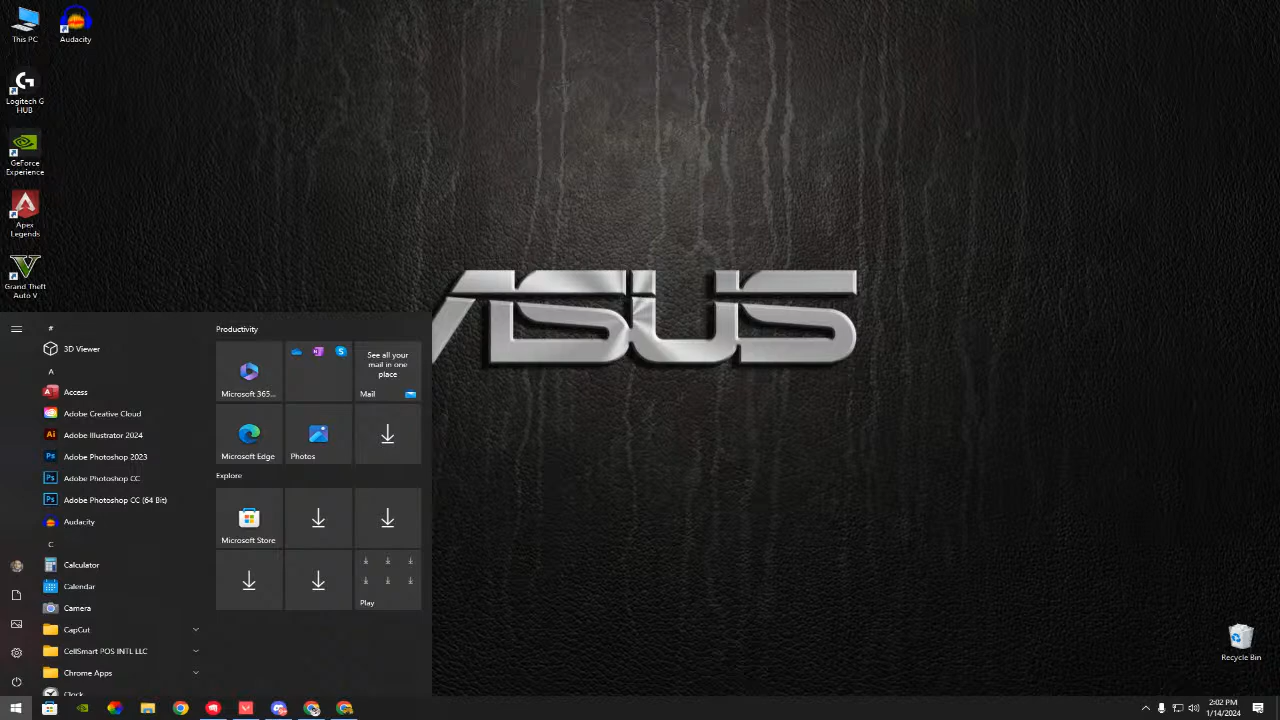 This PC
Audacity
Logitech G
HUB
GeForce
Experience
Apex
Legends
Grand Theft
Auto V
ASUS
#
3D Viewer
A
Access
Adobe Creative Cloud
Adobe Illustrator 2024
Adobe Photoshop 2023
Adobe Photoshop CC
Adobe Photoshop CC (64 Bit)
Audacity
C
Calculator
Calendar
Camera
CapCut
CellSmart POS INTL LLC
Chrome Apps
Clock
Productivity
Microsoft 365...
See all your
mail in one
place
Mail
Microsoft Edge
Photos
Explore
Microsoft Store
Play
Recycle Bin
2:02 PM
1/14/2024